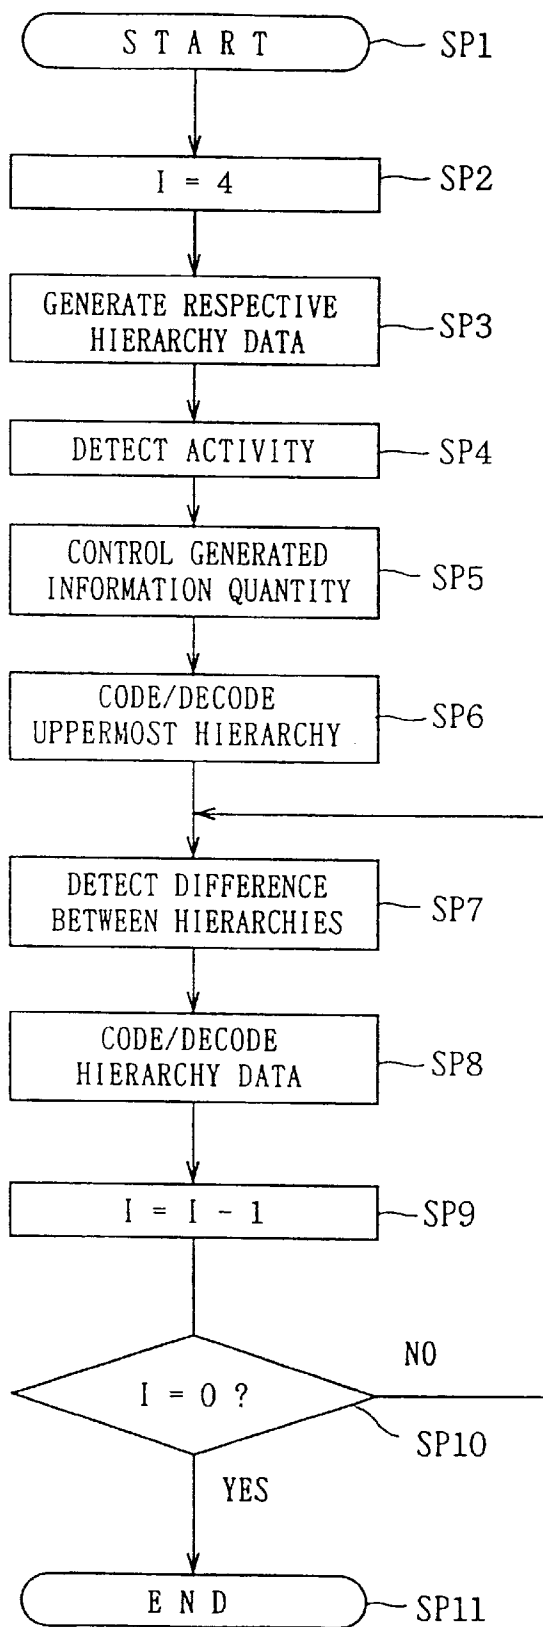 START
SP1
I = 4
SP2
GENERATE RESPECTIVE
HIERARCHY DATA
SP3
DETECT ACTIVITY
SP4
CONTROL GENERATED
INFORMATION QUANTITY
SP5
CODE/DECODE
UPPERMOST HIERARCHY
SP6
DETECT DIFFERENCE
BETWEEN HIERARCHIES
SP7
CODE/DECODE
HIERARCHY DATA
SP8
I = I - 1
SP9
NO
I = 0 ?
SP10
YES
END
SP11